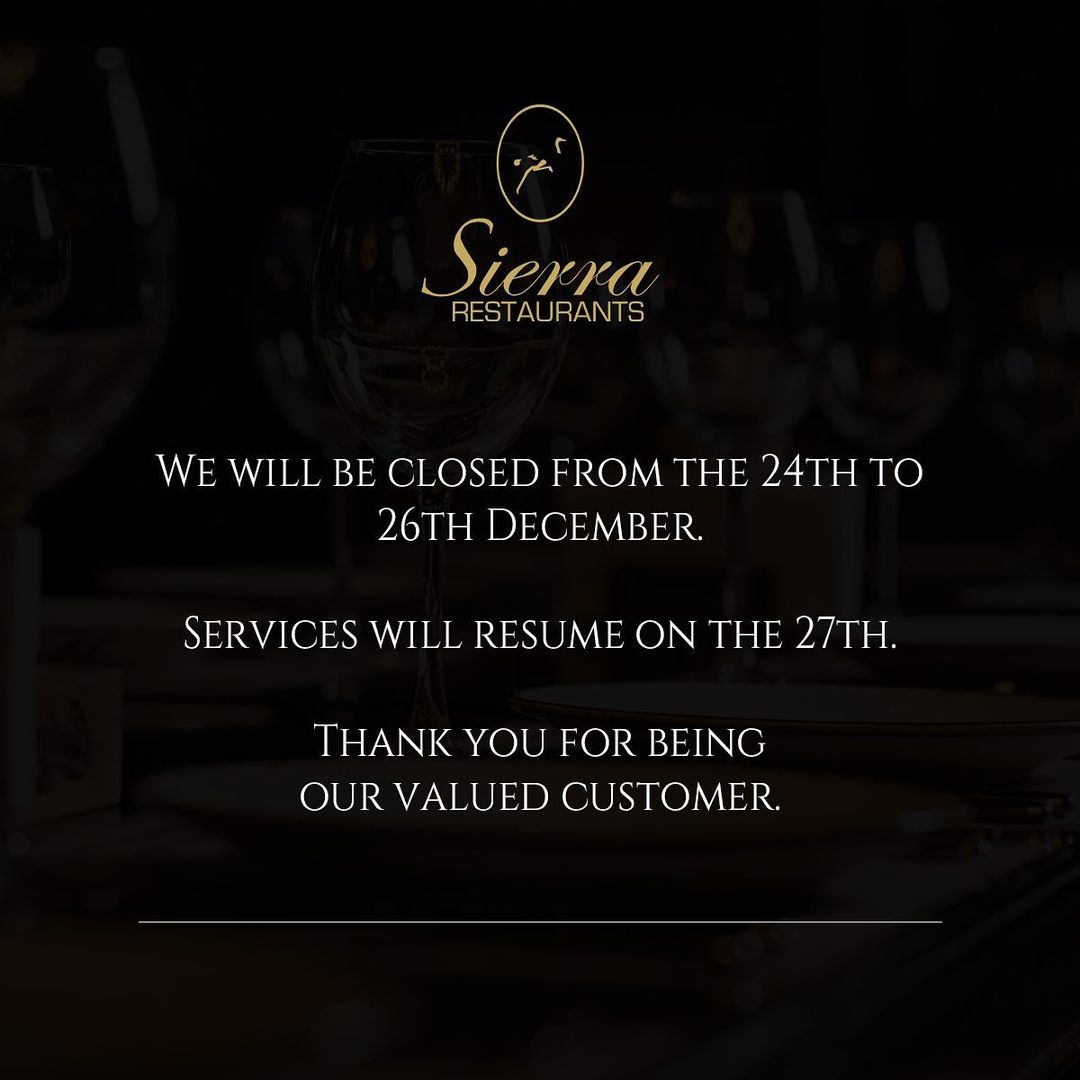 Sierra
RESTAURANTS
We will be closed from the 24th to
26th December.
Services will resume on the 27th.
Thank you for being
our valued customer.